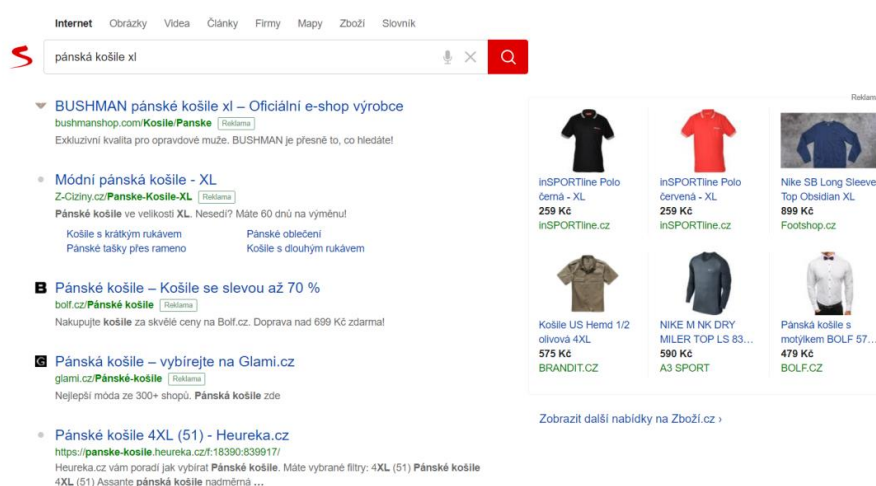 Internet Obrázky Videa Články Firmy Mapy Zboží Slovník
pánská košile xl
BUSHMAN pánské košile xl – Oficiální e-shop výrobce
bushmanshop.com/Kosile/Panske Reklama
Exkluzivní kvalita pro opravdové muže. BUSHMAN je přesně to, co hledáte!
Módní pánská košile - XL
Z-Ciziny.cz/Panske-Kosile-XL Reklama
Pánské košile ve velikosti XL. Nesedí? Máte 60 dnů na výměnu!
Košile s krátkým rukávem Pánské oblečení
Pánské tašky přes rameno Košile s dlouhým rukávem
B Pánské košile – Košile se slevou až 70 %
bolf.cz/Pánské košile Reklama
Nakupujte košile za skvělé ceny na Bolf.cz. Doprava nad 699 Kč zdarma!
G Pánská košile – vybírejte na Glami.cz
glami.cz/Pánské-košile Reklama
Nejlepší móda ze 300+ shopů. Pánská košile zde
Pánské košile 4XL (51) - Heureka.cz
https://panske-kosile.heureka.cz/f:18390:839917/
Heureka.cz vám poradí jak vybírat Pánské košile. Máte vybrané filtry: 4XL (51) Pánské košile
4XL (51) Assante pánská košile nadměrná ...
Reklam
inSPORTline Polo
černá - XL
259 Kč
inSPORTline.cz
inSPORTline Polo
červená - XL
259 Kč
inSPORTline.cz
Nike SB Long Sleeve
Top Obsidian XL
899 Kč
Footshop.cz
Košile US Hemd 1/2
olivová 4XL
575 Kč
BRANDIT.CZ
NIKE M NK DRY
MILER TOP LS 83...
590 Kč
A3 SPORT
Pánská košile s
motýlkem BOLF 57...
479 Kč
BOLF.CZ
Zobrazit další nabídky na Zboží.cz ›